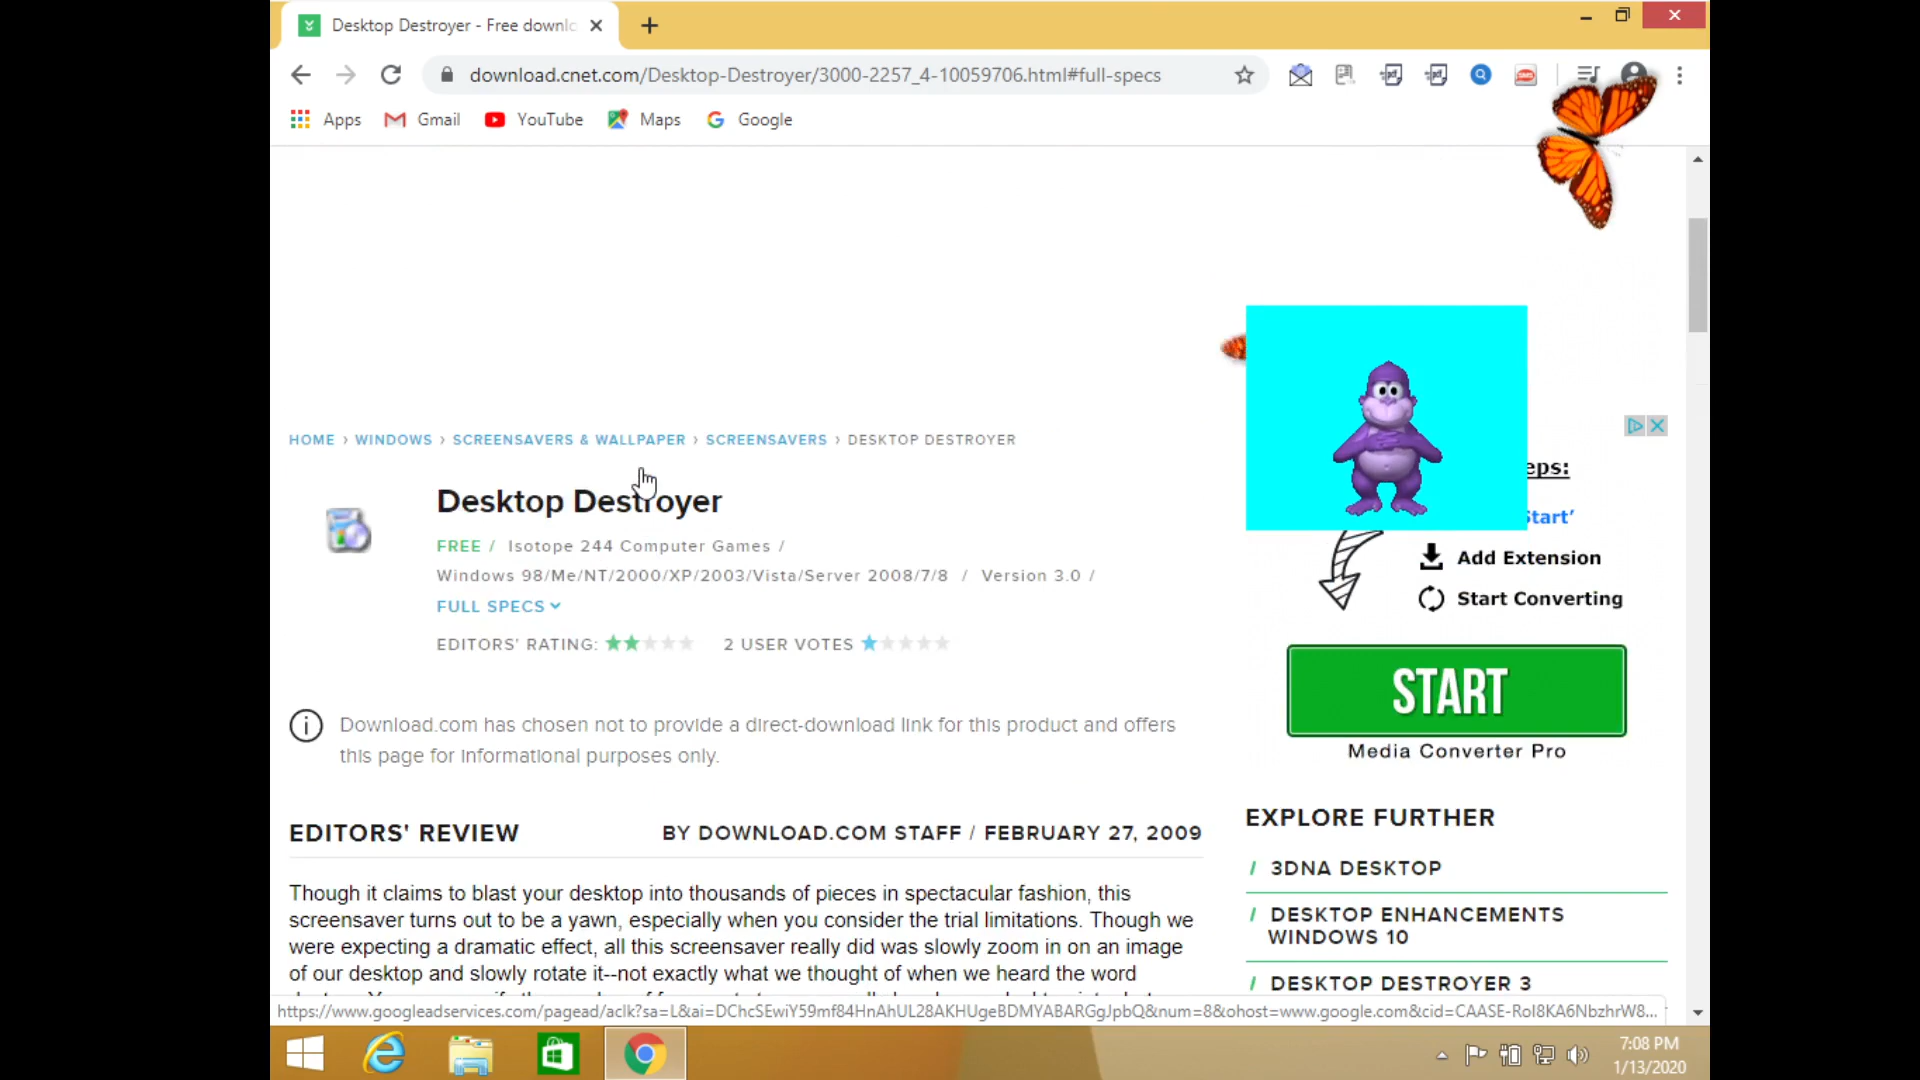 Desktop Destroyer - Free downlo
download.cnet.com/Desktop-Destroyer/3000-2257_4-10059706.html#full-specs
Apps Gmail YouTube Maps Google
HOME › WINDOWS › SCREENSAVERS & WALLPAPER › SCREENSAVERS › DESKTOP DESTROYER
Desktop Destroyer
FREE / Isotope 244 Computer Games /
Windows 98/Me/NT/2000/XP/2003/Vista/Server 2008/7/8 / Version 3.0 /
FULL SPECS
EDITORS' RATING: 2 USER VOTES
Download.com has chosen not to provide a direct-download link for this product and offers
this page for informational purposes only.
EDITORS' REVIEW BY DOWNLOAD.COM STAFF / FEBRUARY 27, 2009
Though it claims to blast your desktop into thousands of pieces in spectacular fashion, this
screensaver turns out to be a yawn, especially when you consider the trial limitations. Though we
were expecting a dramatic effect, all this screensaver really did was slowly zoom in on an image
of our desktop and slowly rotate it--not exactly what we thought of when we heard the word
eps:
Start’
Add Extension
Start Converting
START
Media Converter Pro
EXPLORE FURTHER
/ 3DNA DESKTOP
/ DESKTOP ENHANCEMENTS
WINDOWS 10
/ DESKTOP DESTROYER 3
https://www.googleadservices.com/pagead/aclk?sa=L&ai=DChcSEwiY59mf84HnAhUL28AKHUgeBDMYABARGgJpbQ&num=8&ohost=www.google.com&cid=CAASE-RoI8KA6NbzhrW8...
7:08 PM
1/13/2020